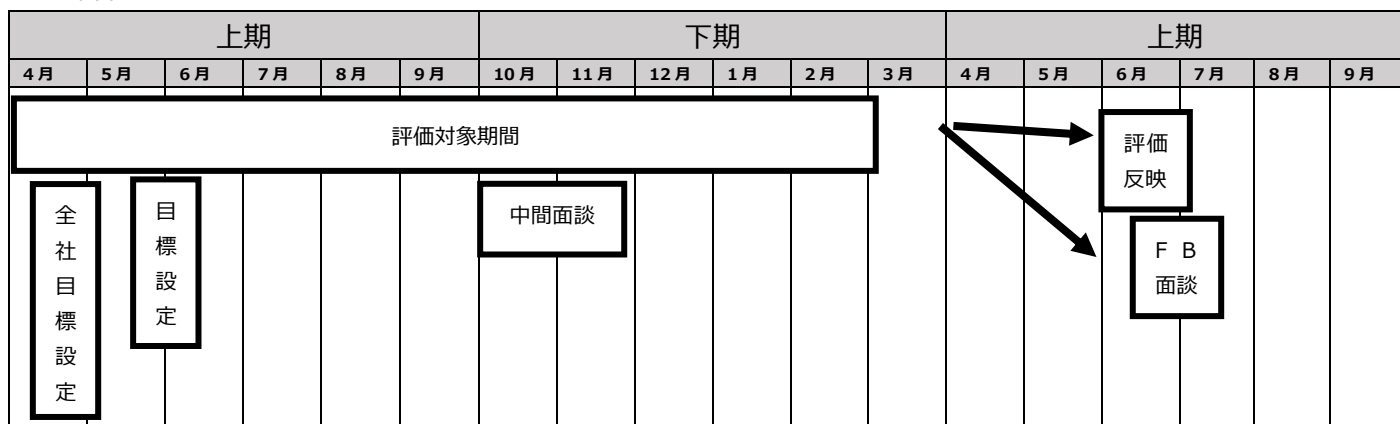 上期 下期 上期
4月 5月 6月 7月 8月 9月 10月 11月 12月 1月 2月 3月 4月 5月 6月 7月 8月 9月
評価対象期間
全社目標設定
目標設定
中間面談
評価
反映
ＦＢ
面談